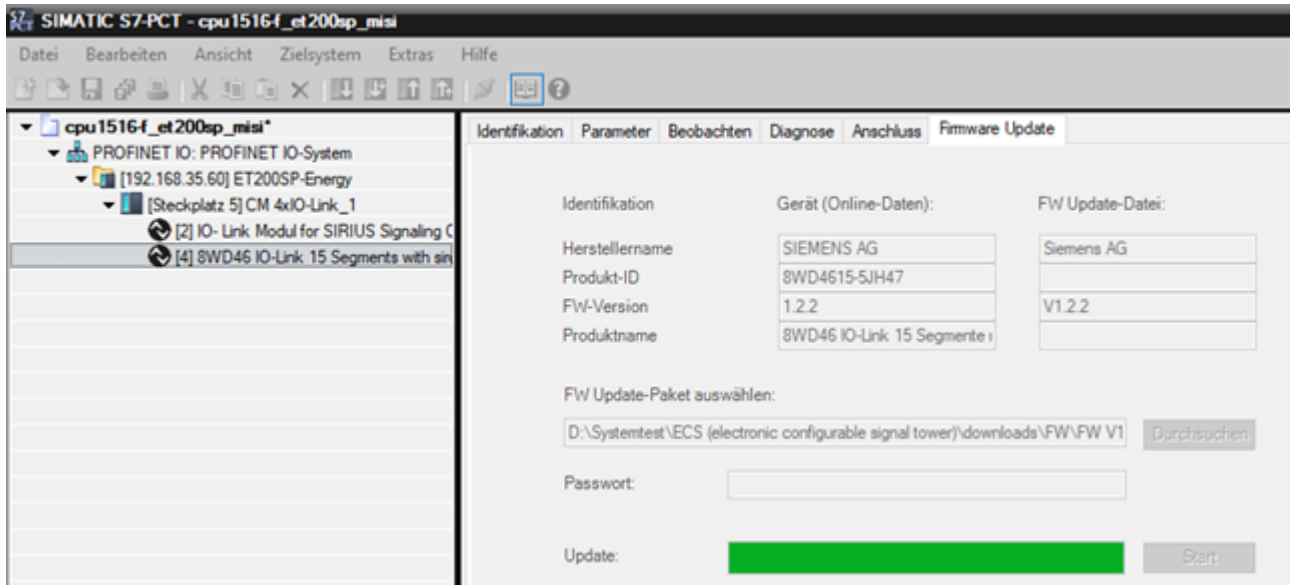 SIMATIC S7-PCT - cpu1516-f_et200sp_misi
Datei Bearbeiten Ansicht Zielsystem Extras Hilfe
cpu1516-f_et200sp_misi*
PROFINET IO: PROFINET IO-System
[192.168.35.60] ET200SP-Energy
[Steckplatz 5] CM 4xIO-Link_1
[2] IO- Link Modul for SIRIUS Signaling C
[4] 8WD46 IO-Link 15 Segments with sin
Identifikation Parameter Beobachten Diagnose Anschluss Firmware Update
Identifikation Gerät (Online-Daten): FW Update-Datei:
Herstellername SIEMENS AG Siemens AG
Produkt-ID 8WD4615-5JH47
FW-Version 1.2.2 V1.2.2
Produktname 8WD46 IO-Link 15 Segmente
FW Update-Paket auswählen:
D:\Systemtest\ECS (electronic configurable signal tower)\downloads\FW\FW V1 Durchsuchen
Passwort:
Update: Start